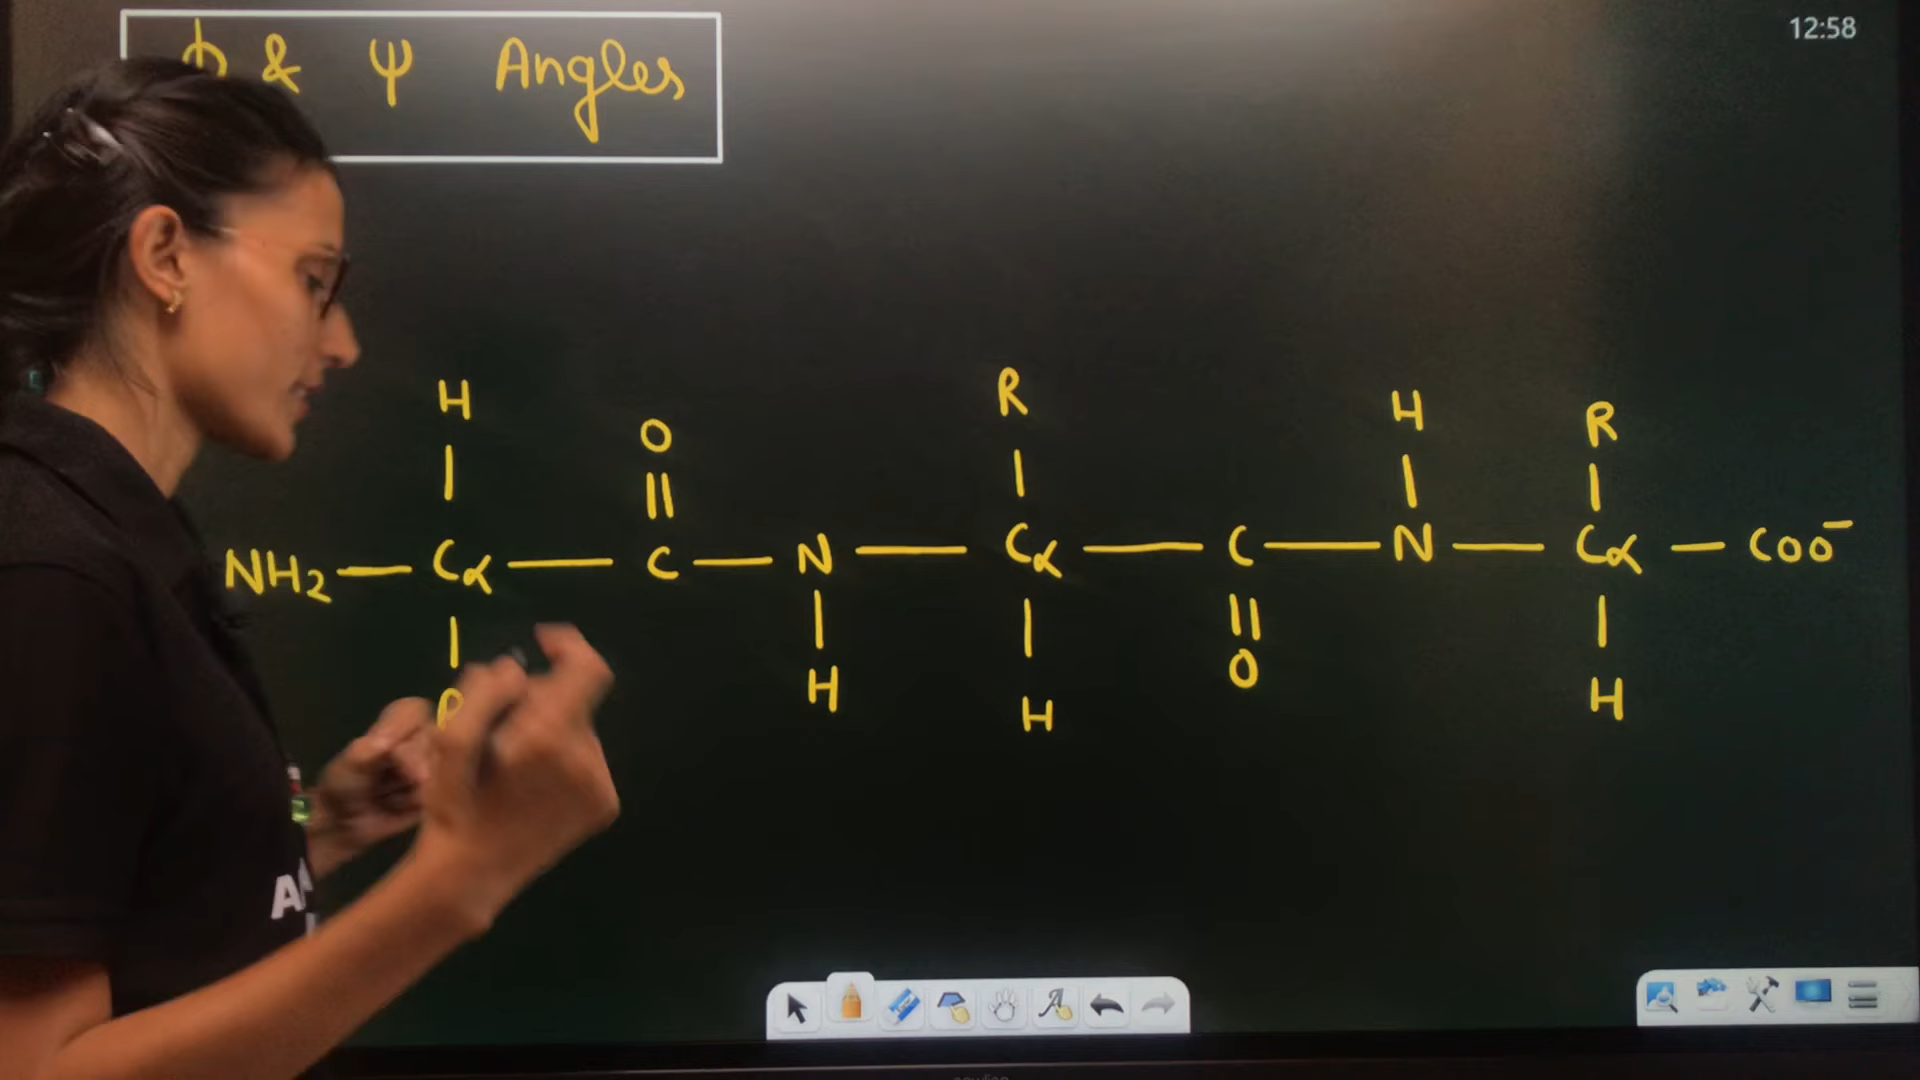 12:58
ϕ & ψ Angles
H R H R
O
NH₂ — Cα — C — N — Cα — C — N — Cα — COO⁻
H H O H